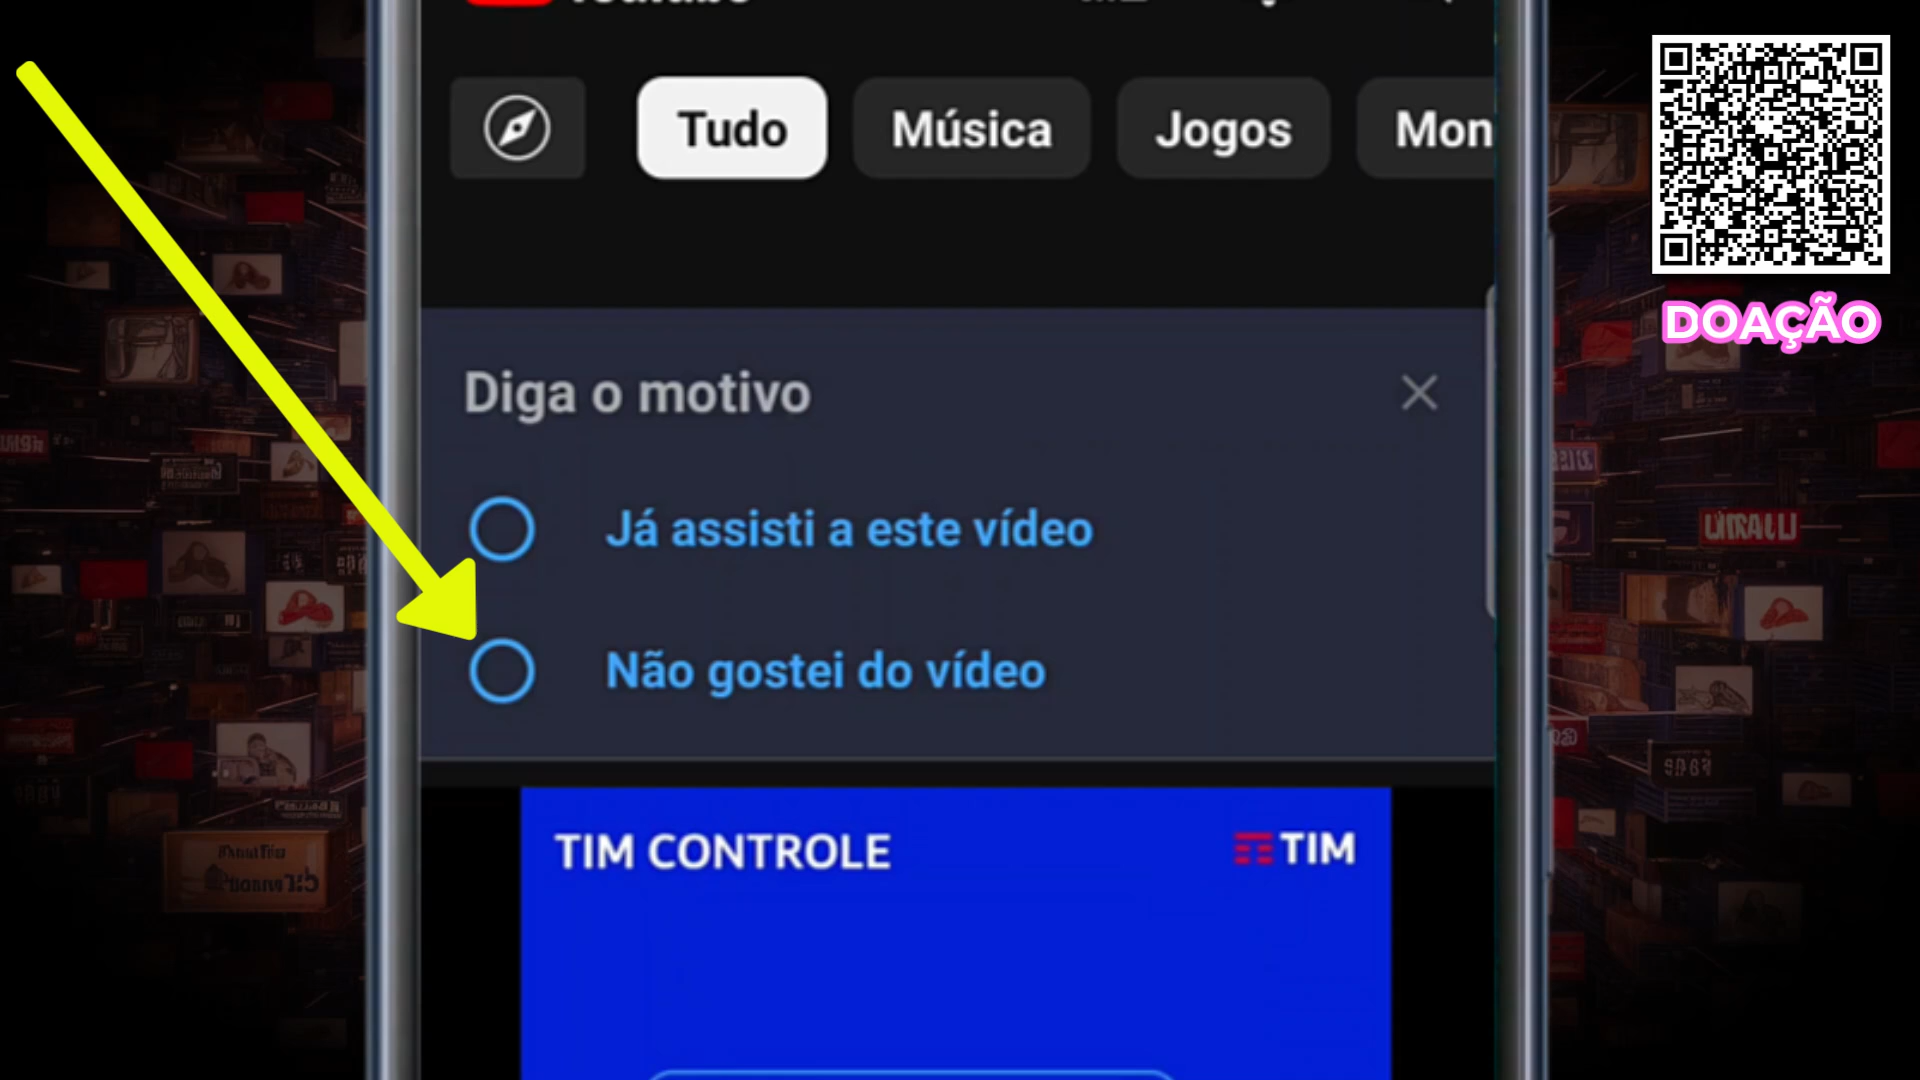 Tudo
Música
Jogos
Mon
DOAÇÃO
Diga o motivo
Já assisti a este vídeo
Não gostei do vídeo
TIM CONTROLE
TIM